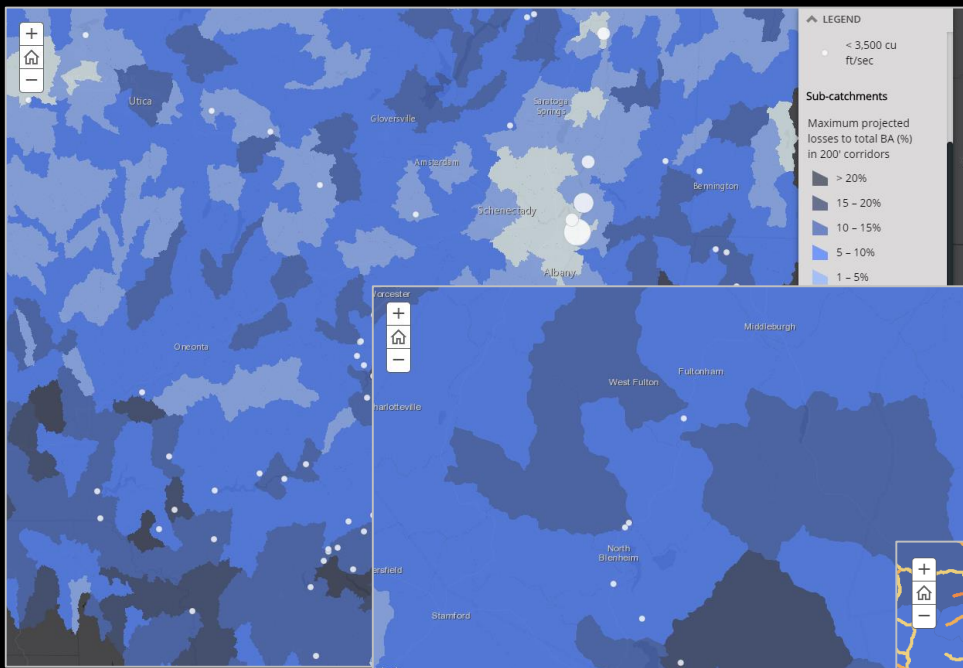 +
−
Utica
Gloversville
Saratoga
Springs
Amsterdam
Schenectady
Bennington
Albany
Oneonta
LEGEND
< 3,500 cu
ft/sec
Sub-catchments
Maximum projected
losses to total BA (%)
in 200' corridors
> 20%
15 – 20%
10 – 15%
5 – 10%
1 – 5%
Worcester
+
−
Middleburgh
Fultonham
West Fulton
harlotteville
North
Blenheim
ersfield
Stamford
+
−